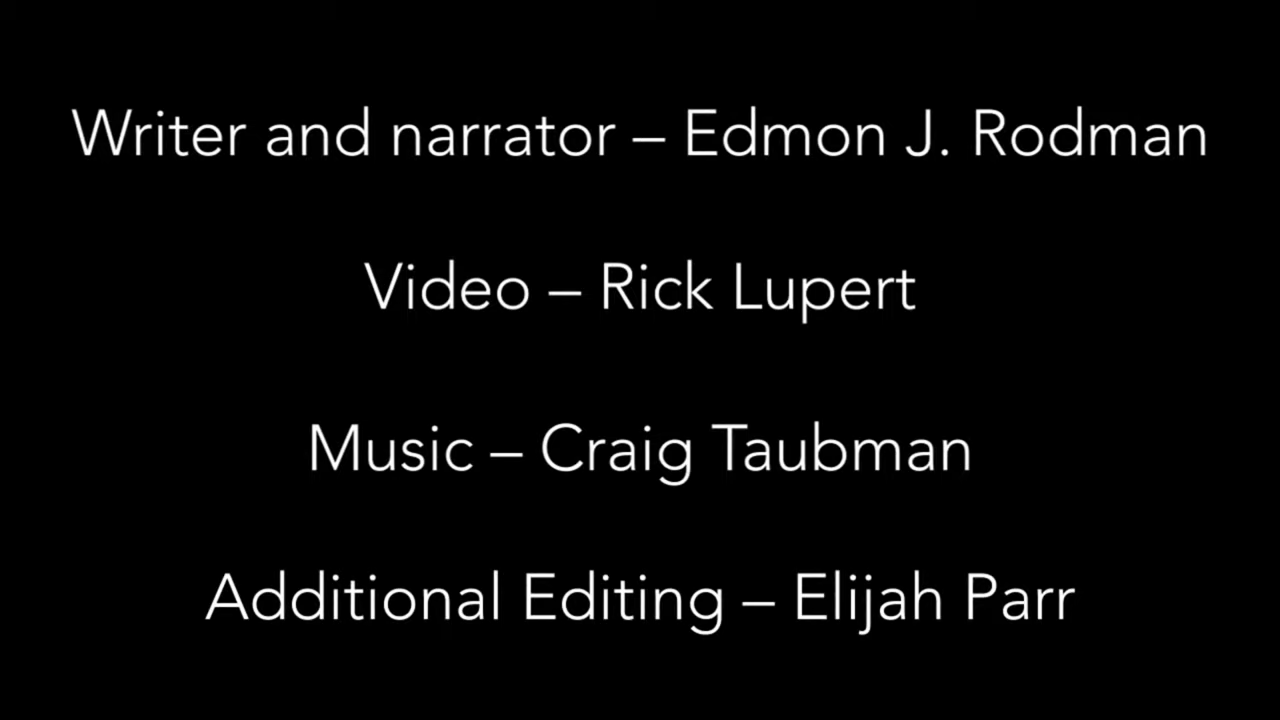 Writer and narrator – Edmon J. Rodman
Video – Rick Lupert
Music – Craig Taubman
Additional Editing – Elijah Parr